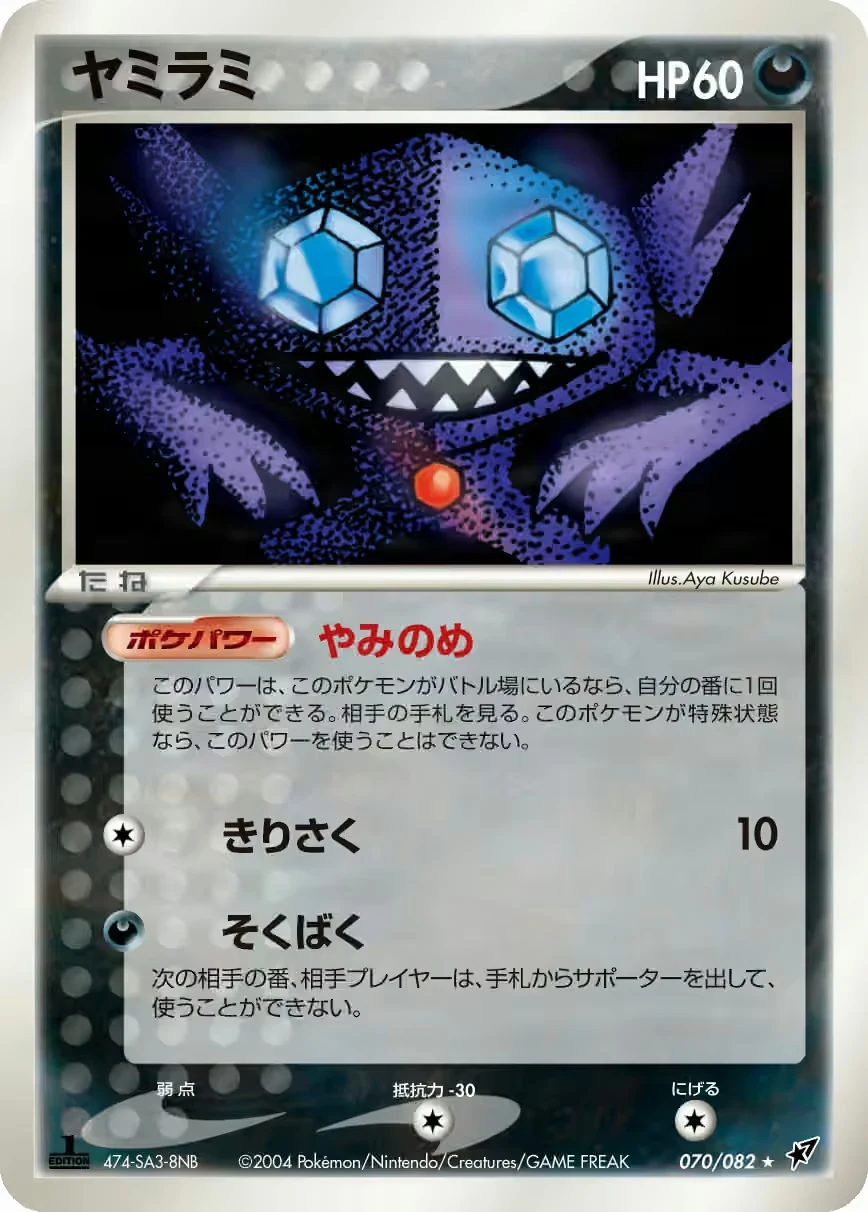 ヤミラミ
HP60
たね
Illus.Aya Kusube
ポケパワー やみのめ
このパワーは、このポケモンがバトル場にいるなら、自分の番に1回
使うことができる。相手の手札を見る。このポケモンが特殊状態
なら、このパワーを使うことはできない。
きりさく 10
そくばく
次の相手の番、相手プレイヤーは、手札からサポーターを出して、
使うことができない。
弱点 抵抗力 -30 にげる
1 EDITION 474-SA3-8NB ©2004 Pokémon/Nintendo/Creatures/GAME FREAK 070/082 ★